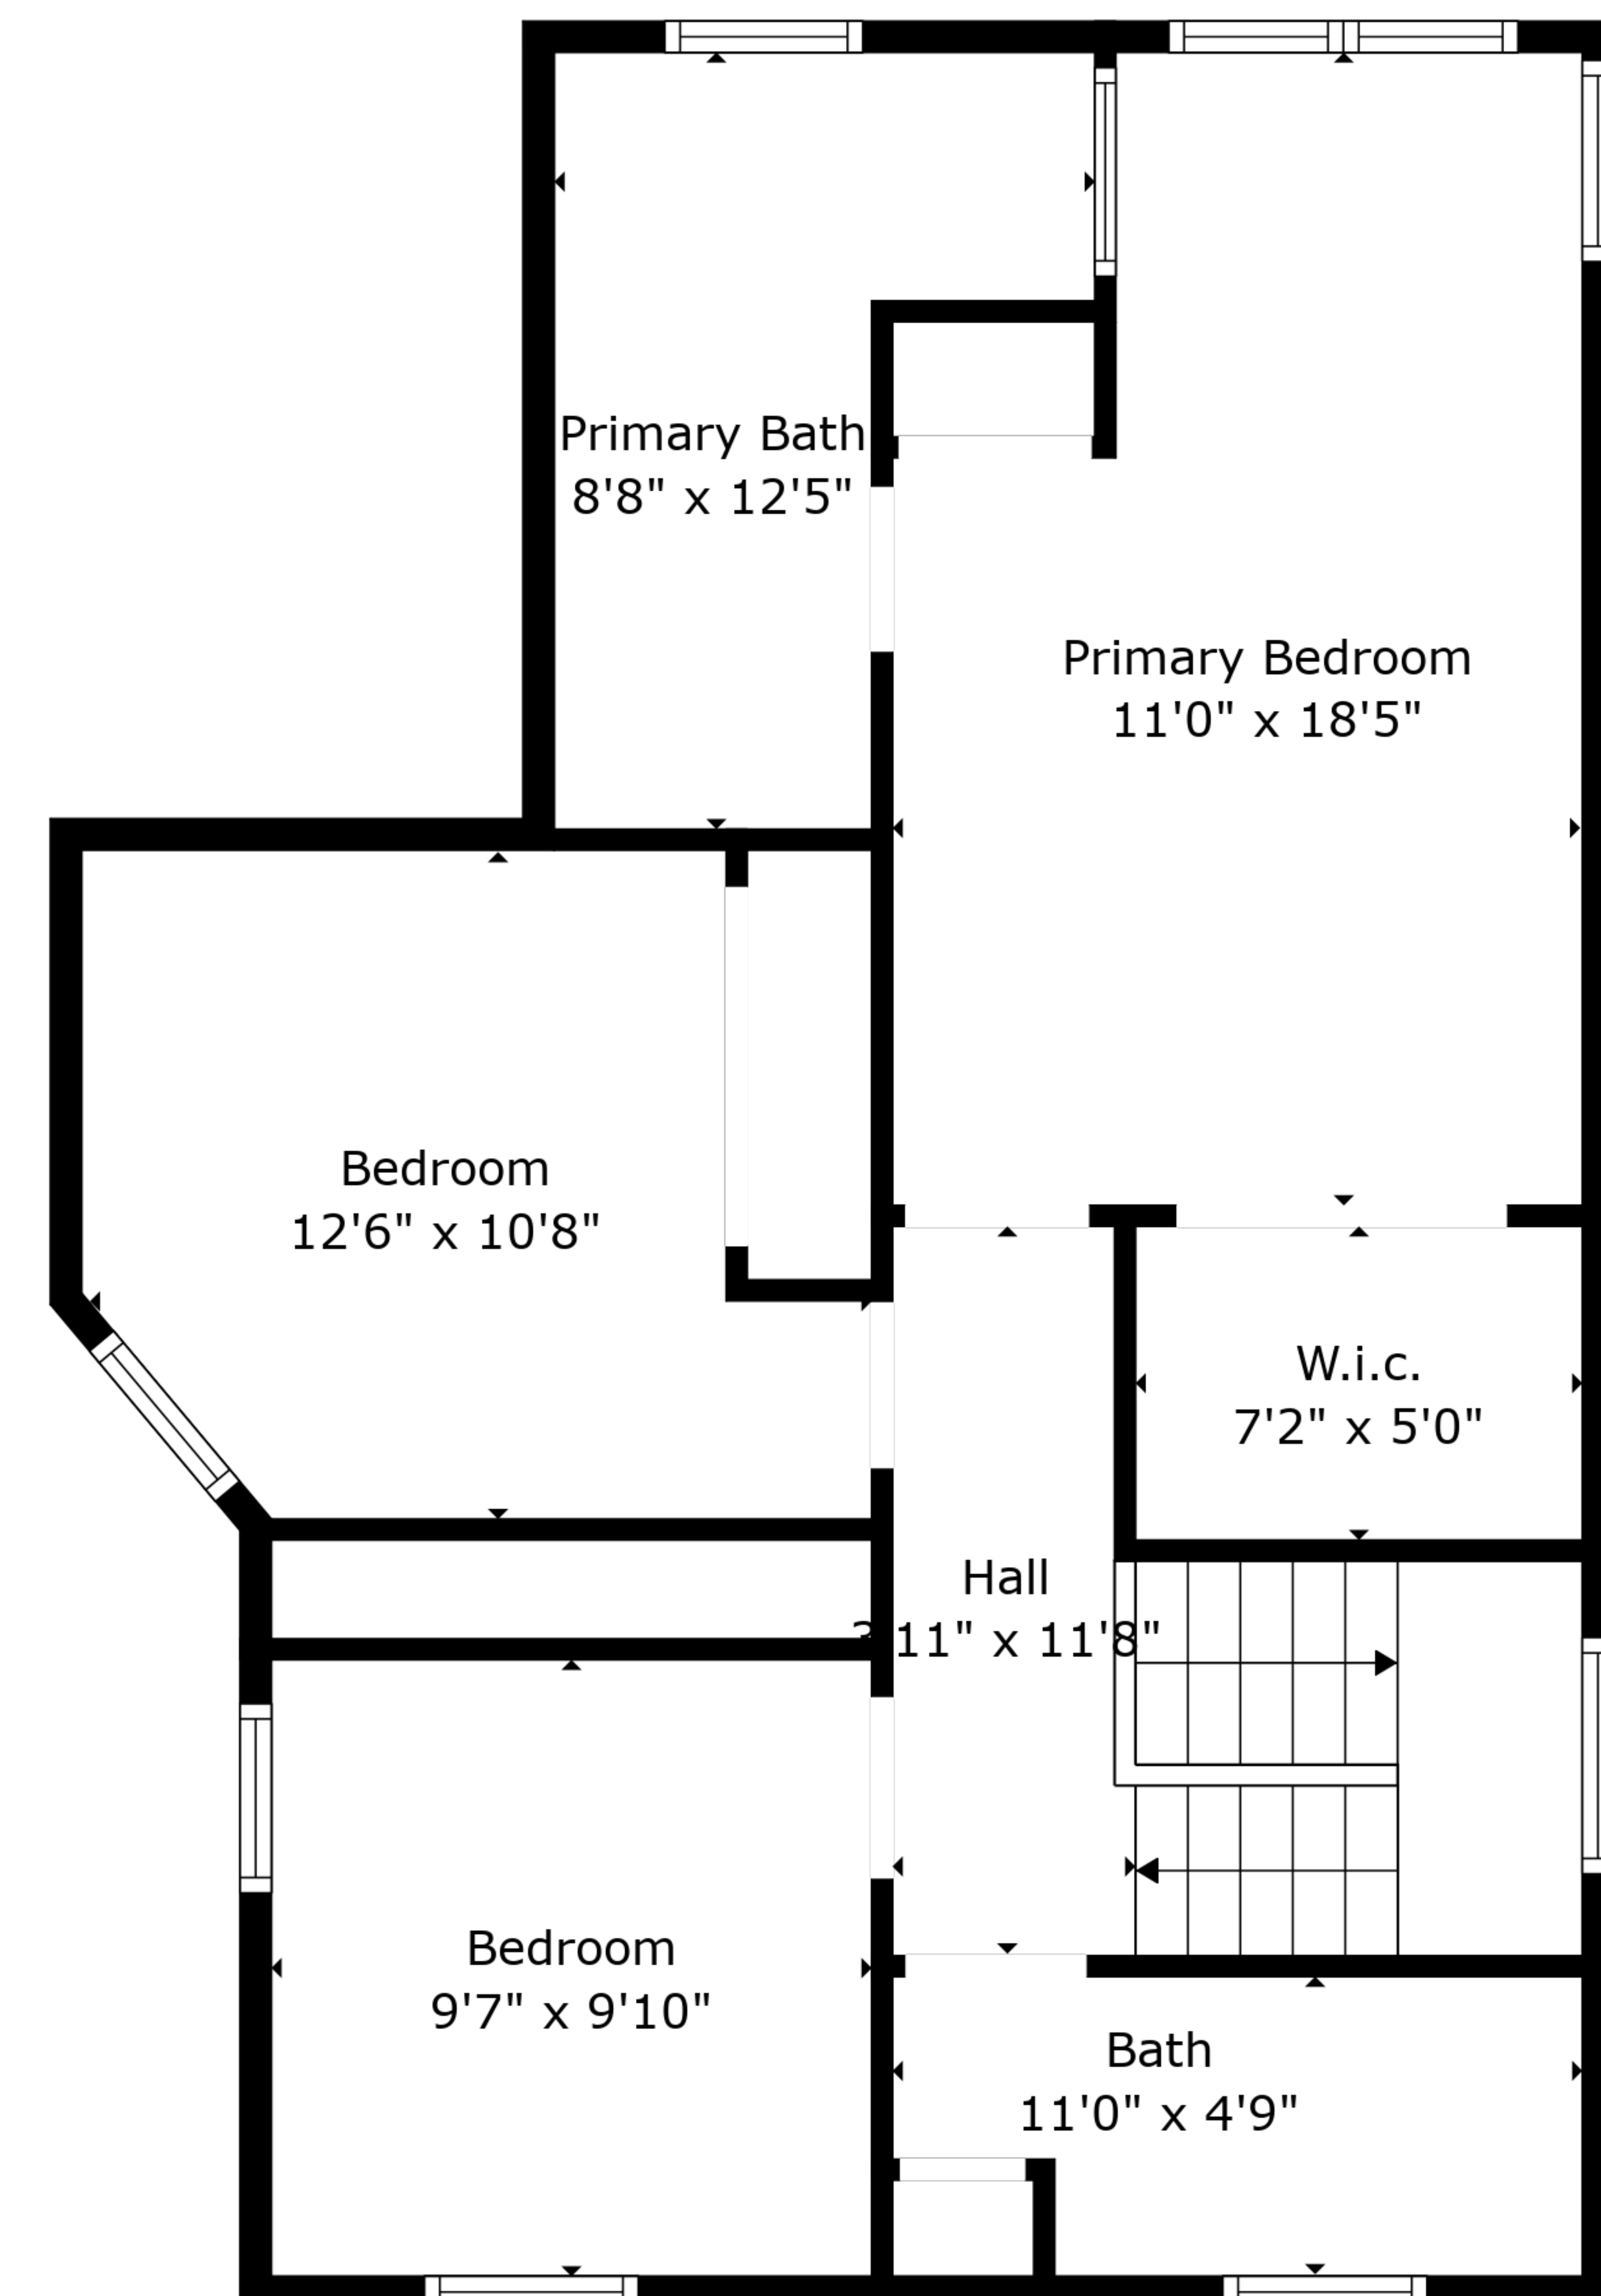 Primary Bath
8'8" x 12'5"
Primary Bedroom
11'0" x 18'5"
Bedroom
12'6" x 10'8"
W.i.c.
7'2" x 5'0"
Hall
3'11" x 11'8"
Bedroom
9'7" x 9'10"
Bath
11'0" x 4'9"